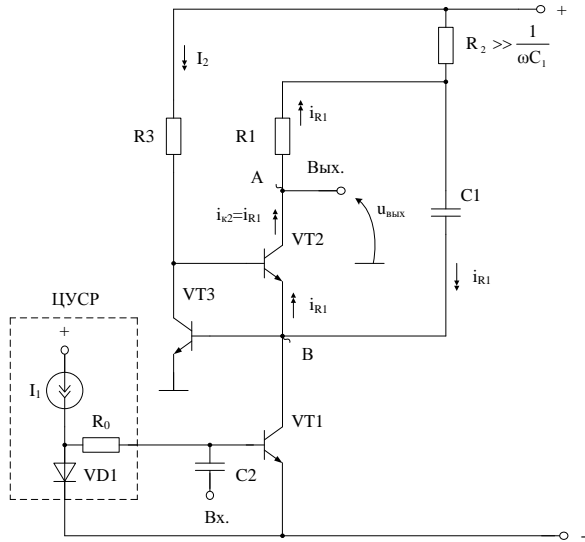 +
R₂ >> 1/ωC₁
I₂
iR1
R3
R1
Вых.
A
C1
uвых
iк2=iR1
VT2
iR1
ЦУСР
VT3
iR1
+
B
I₁
R₀
VT1
VD1
C2
Вх.
-